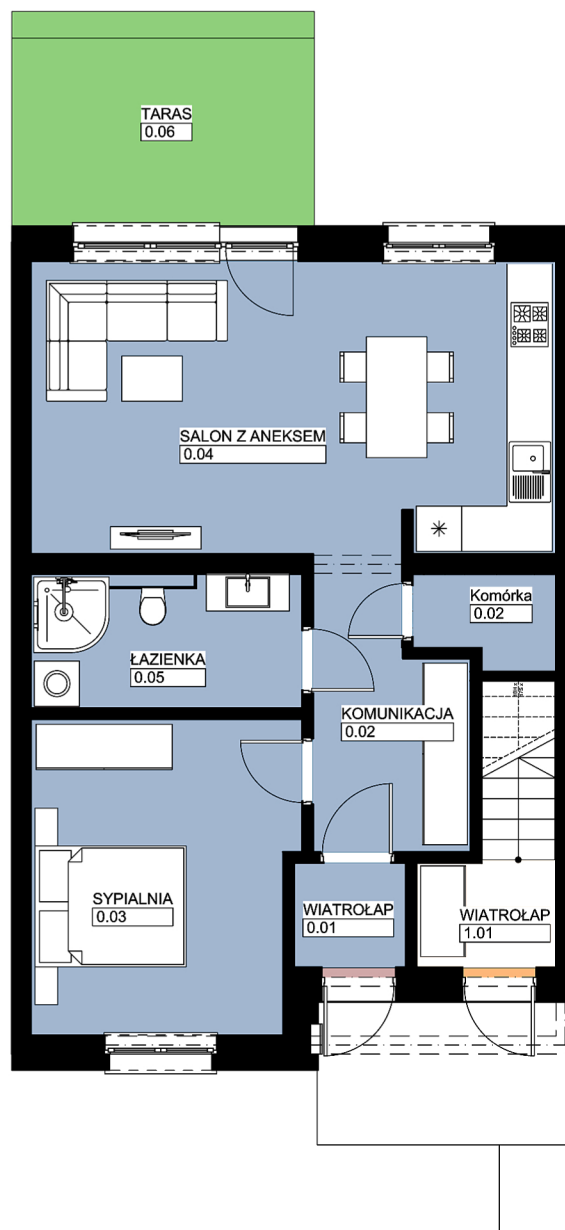 TARAS
0.06
SALON Z ANEKSEM
0.04
Komórka
0.02
ŁAZIENKA
0.05
KOMUNIKACJA
0.02
SYPIALNIA
0.03
WIATROŁAP
0.01
WIATROŁAP
1.01